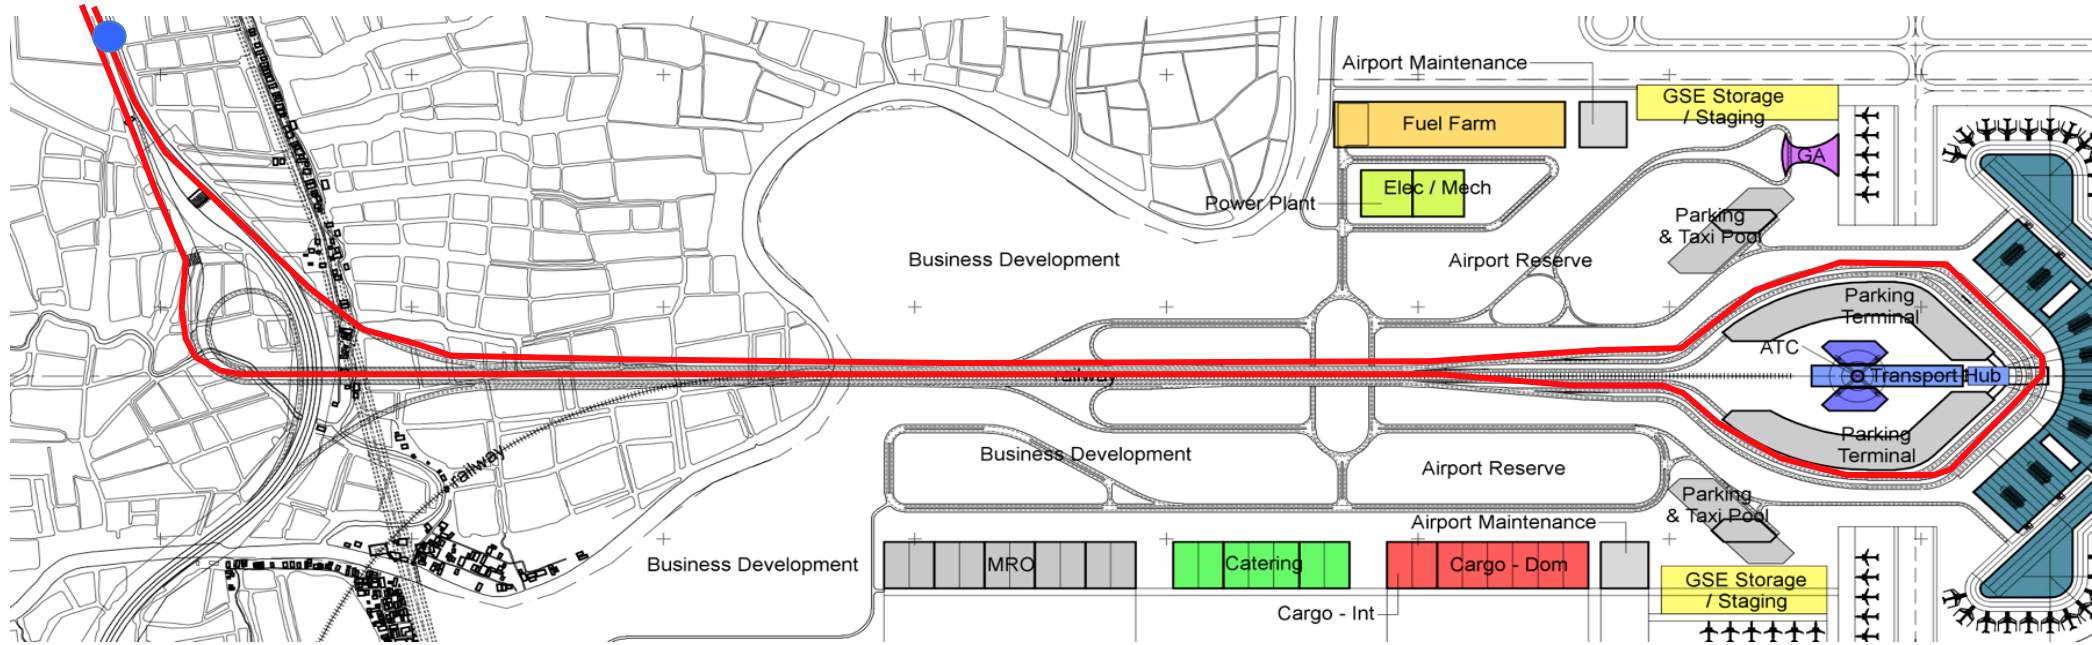 Airport Maintenance
GSE Storage
/ Staging
Fuel Farm
GA
Elec / Mech
Power Plant
Parking
& Taxi Pool
Business Development
Airport Reserve
Parking
Terminal
ATC
railway
Transport Hub
Parking
Terminal
Business Development
railway
Airport Reserve
Parking
& Taxi Pool
Airport Maintenance
Business Development
MRO
Catering
Cargo - Dom
GSE Storage
/ Staging
Cargo - Int